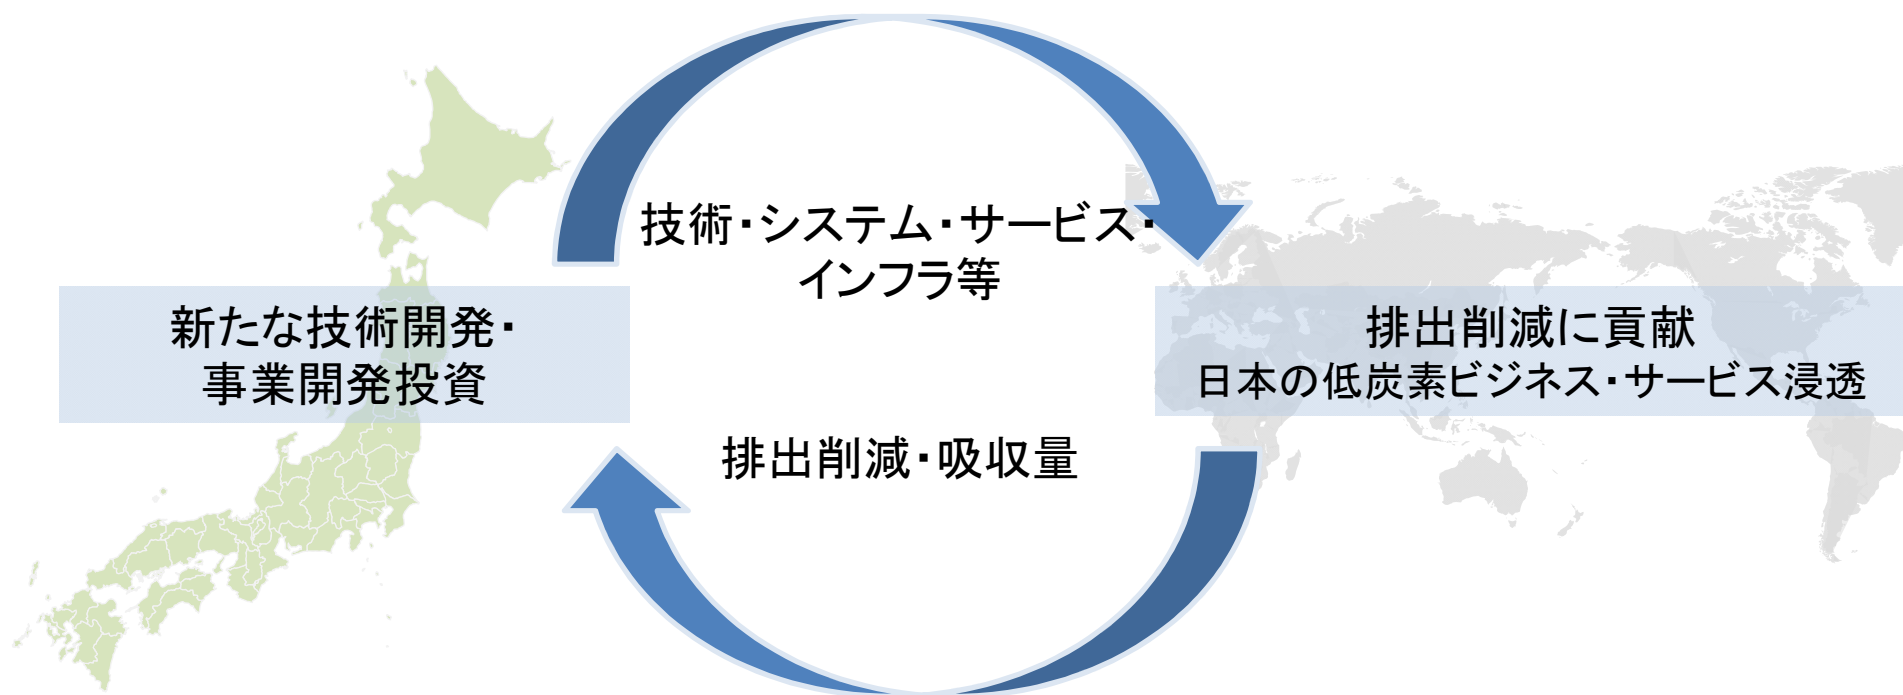 技術・システム・サービス・
インフラ等
新たな技術開発・
事業開発投資
排出削減に貢献
日本の低炭素ビジネス・サービス浸透
排出削減・吸収量